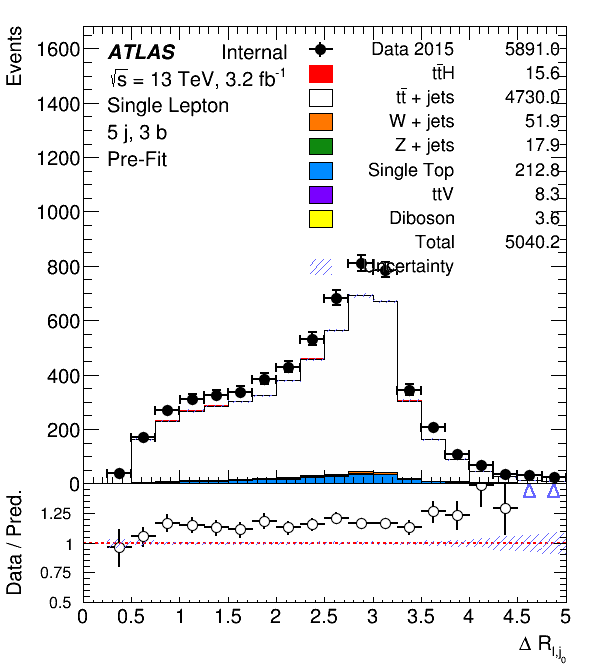 Events
1600
1400
1200
1000
800
600
400
200
0
ATLAS Internal
√s = 13 TeV, 3.2 fb-1
Single Lepton
5 j, 3 b
Pre-Fit
Data 2015 5891.0
tt̄H 15.6
tt̄ + jets 4730.0
W + jets 51.9
Z + jets 17.9
Single Top 212.8
ttV 8.3
Diboson 3.6
Total 5040.2
Uncertainty
Data / Pred.
1.25
1
0.75
0.5
0 0.5 1 1.5 2 2.5 3 3.5 4 4.5 5
Δ Rl,j0